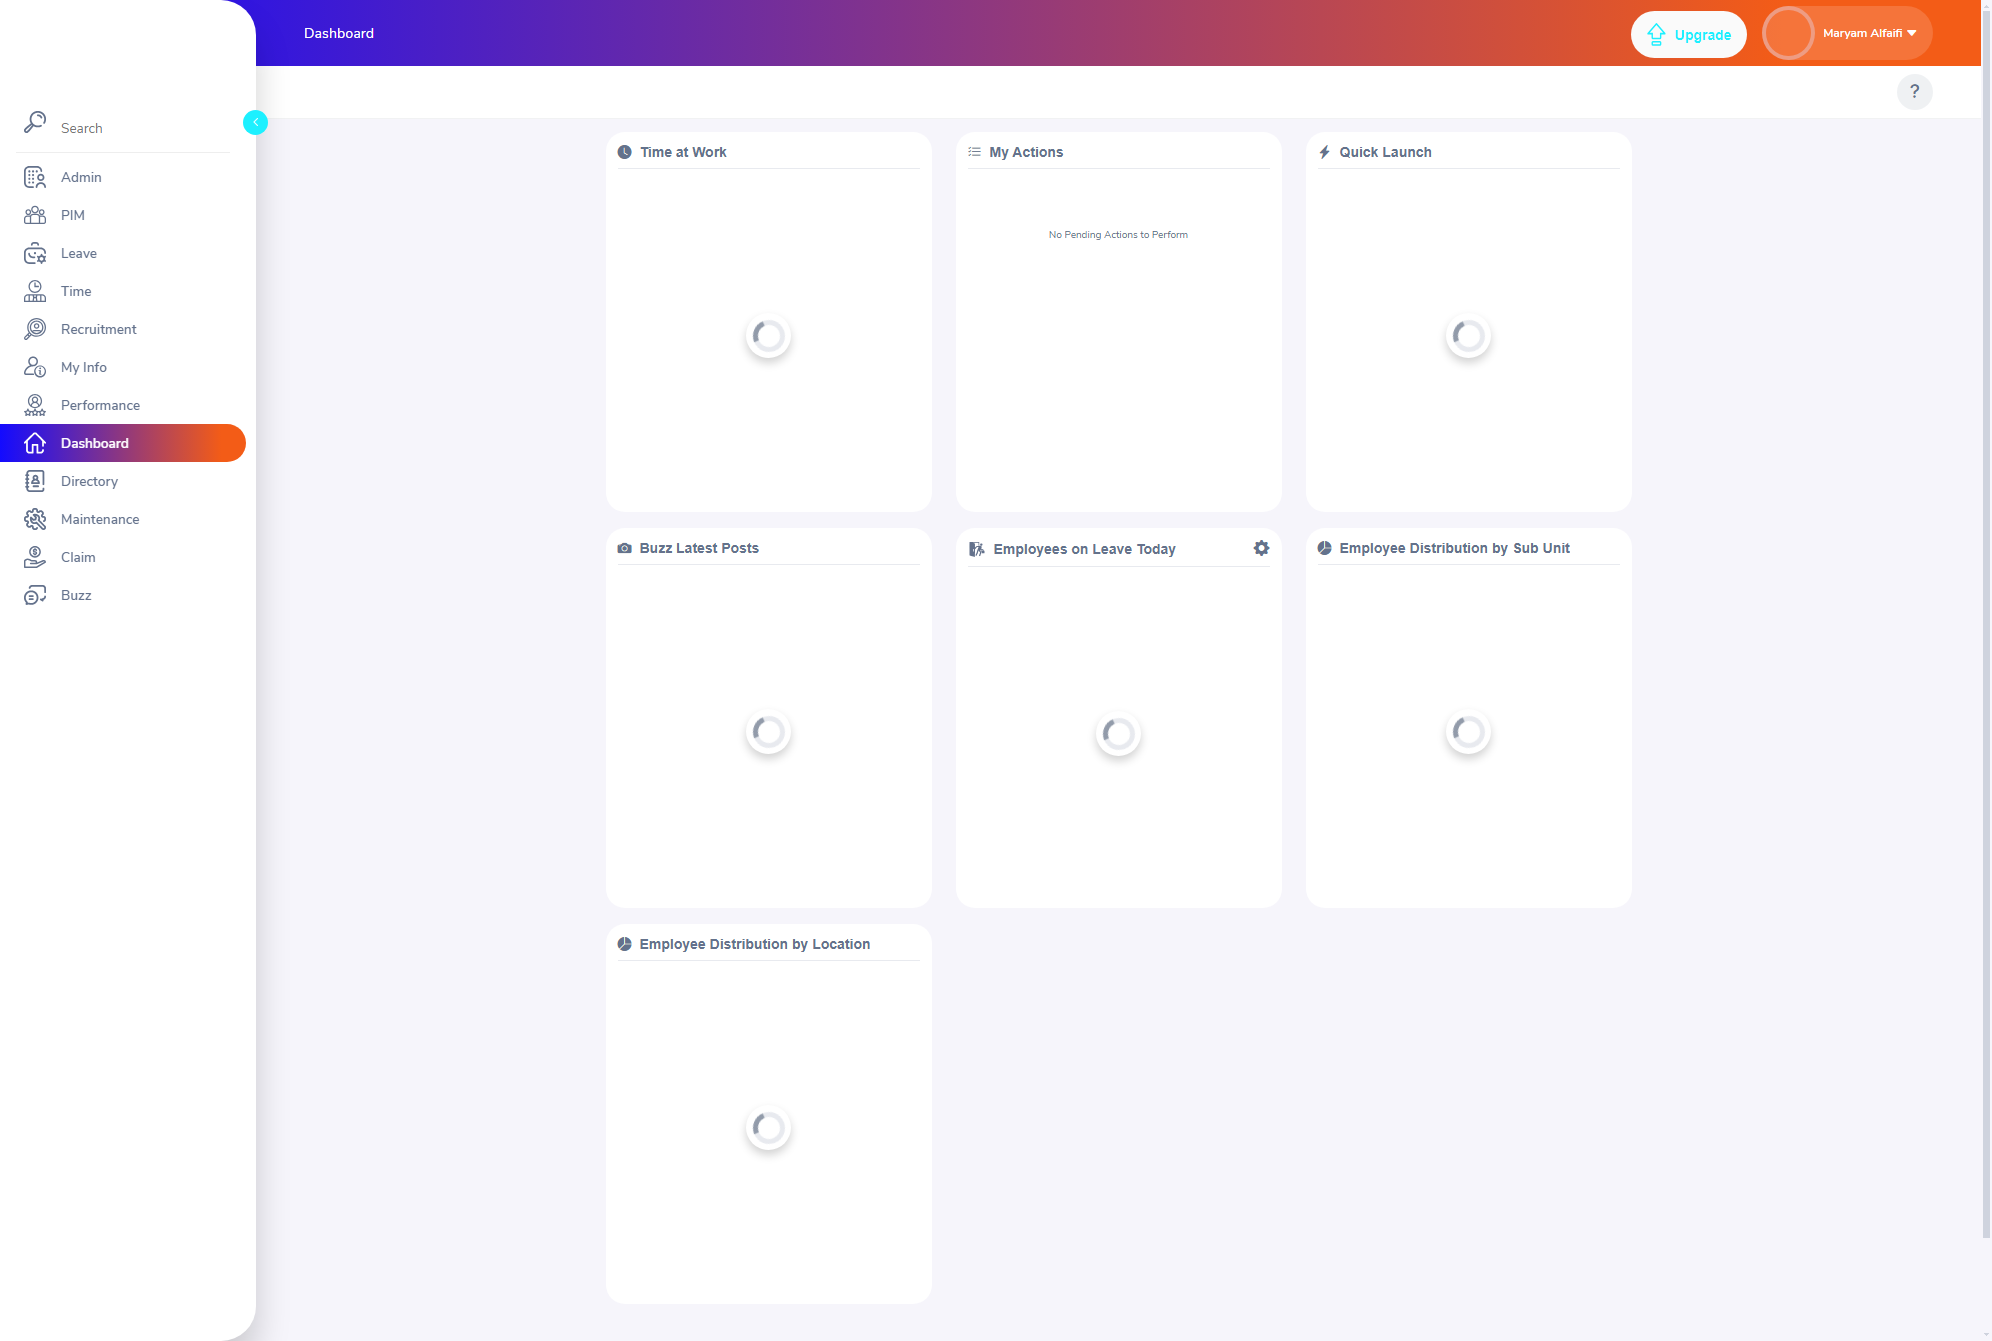 Dashboard
Upgrade
Maryam Alfaifi
?
Search
Admin
PIM
Leave
Time
Recruitment
My Info
Performance
Dashboard
Directory
Maintenance
Claim
Buzz
Time at Work
My Actions
No Pending Actions to Perform
Quick Launch
Buzz Latest Posts
Employees on Leave Today
Employee Distribution by Sub Unit
Employee Distribution by Location